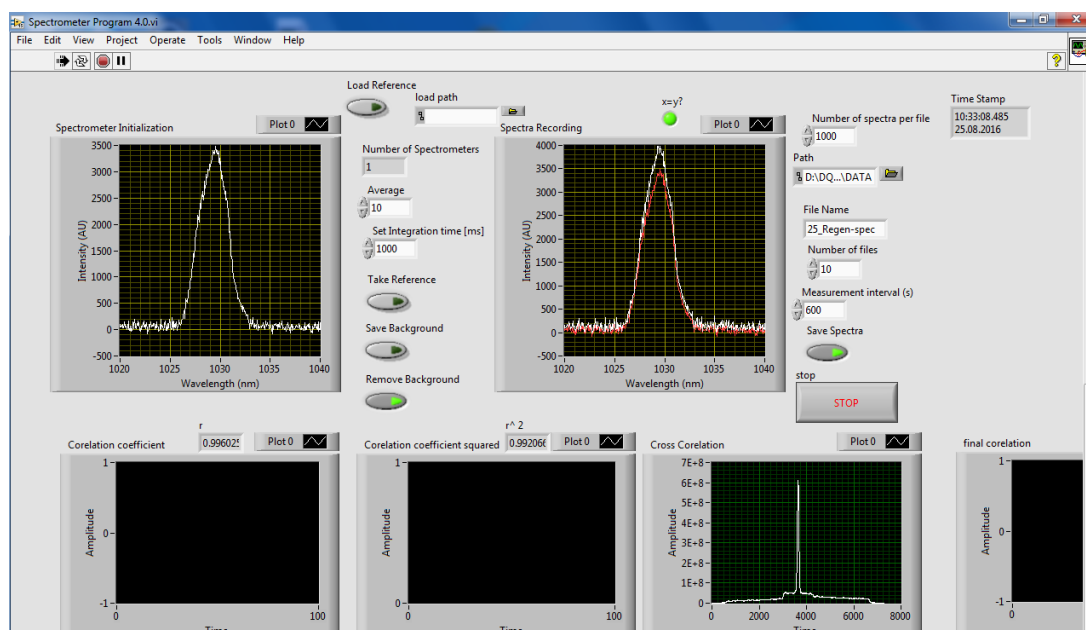 Spectrometer Program 4.0.vi
File Edit View Project Operate Tools Window Help
Load Reference
load path
x=y?
Time Stamp
10:33:08.485
25.08.2016
Spectrometer Initialization
Plot 0
3500
3000
2500
2000
1500
1000
500
0
-500
Intensity (AU)
1020 1025 1030 1035 1040
Wavelength (nm)
Number of Spectrometers
1
Average
10
Set Integration time [ms]
1000
Take Reference
Save Background
Remove Background
Spectra Recording
Plot 0
4000
3500
3000
2500
2000
1500
1000
500
0
-500
Intensity (AU)
1020 1025 1030 1035 1040
Wavelength (nm)
Number of spectra per file
1000
Path
D:\DQ...\DATA
File Name
25_Regen-spec
Number of files
10
Measurement interval (s)
600
Save Spectra
stop
STOP
r
Corelation coefficient
0.996025
Plot 0
1
0
-1
Amplitude
0 100
Time
r^ 2
Corelation coefficient squared
0.992066
Plot 0
1
0
Amplitude
0 100
Time
Cross Corelation
Plot 0
7E+8
6E+8
5E+8
4E+8
3E+8
2E+8
1E+8
0
Amplitude
0 2000 4000 6000 8000
Time
final corelation
1
0
-1
Amplitude
0